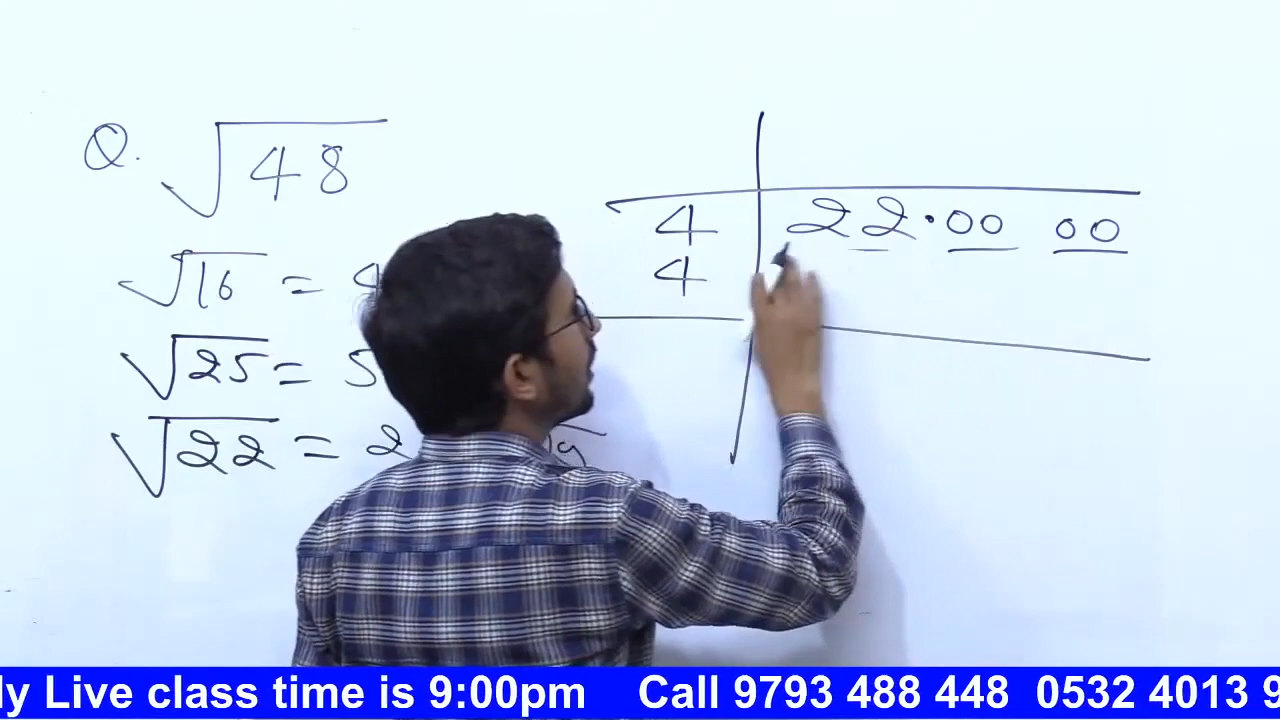 Q. √48
√16 = 4
√25 = 5
√22 = 2
4 22.00 00
4
ly Live class time is 9:00pm Call 9793 488 448 0532 4013 9